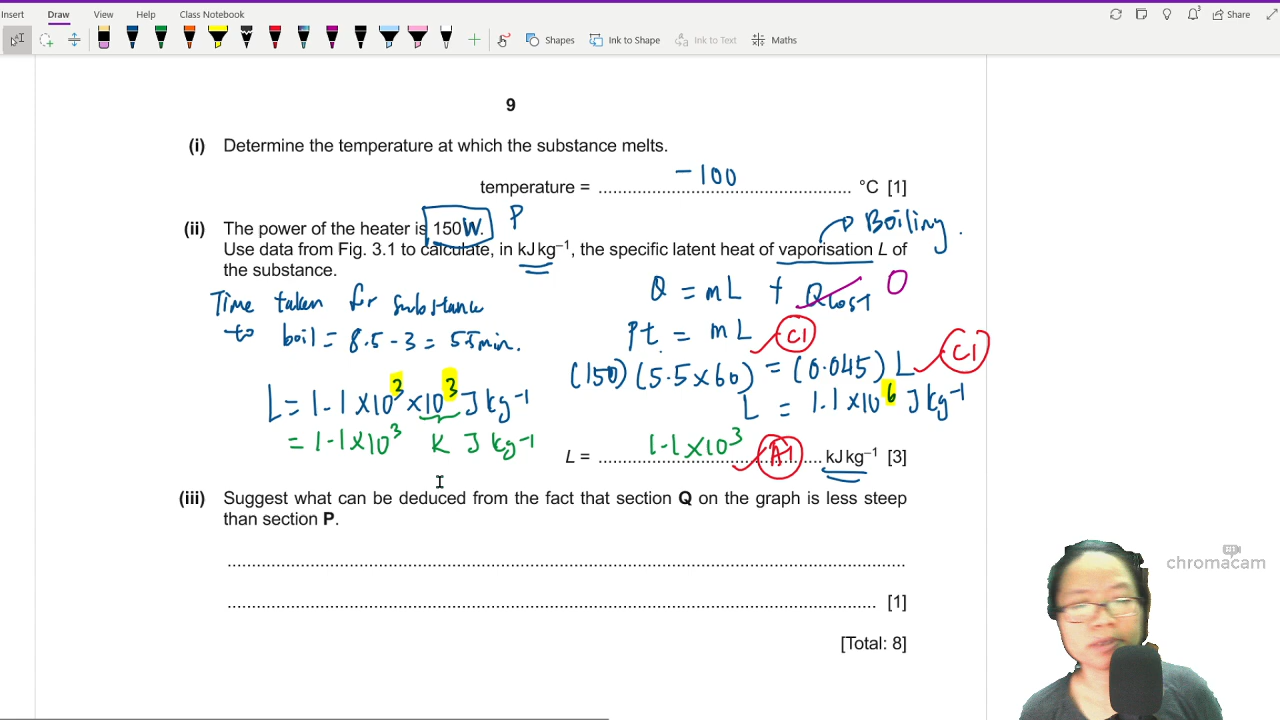 Insert Draw View Help Class Notebook Share
Shapes Ink to Shape Ink to Text Maths
9
(i) Determine the temperature at which the substance melts.
temperature = -100 °C [1]
(ii) The power of the heater is 150W. P
Boiling.
Use data from Fig. 3.1 to calculate, in kJ kg⁻¹, the specific latent heat of vaporisation L of
the substance.
Time taken for substance
to boil = 8.5 - 3 = 5.5 min.
Q = mL + Qlost 0
Pt = mL C1
(150)(5.5×60) = (0.045) L C1
L = 1.1×10⁶ J kg⁻¹
L = 1.1×10³ ×10³ J kg⁻¹
= 1.1×10³ K J kg⁻¹
L = 1.1×10³ A1 kJ kg⁻¹ [3]
(iii) Suggest what can be deduced from the fact that section Q on the graph is less steep
than section P.
[1]
[Total: 8]
chromacam